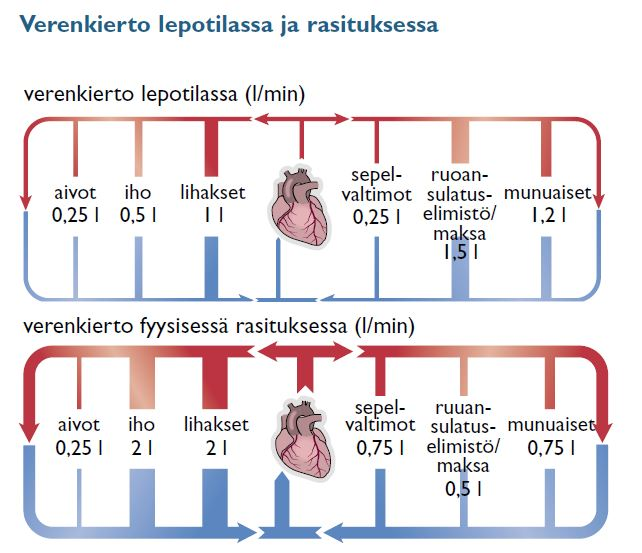 Verenkierto lepotilassa ja rasituksessa
verenkierto lepotilassa (l/min)
aivot
0,25 l
iho
0,5 l
lihakset
1 l
sepel-
valtimot
0,25 l
ruoan-
sulatus-
elimistö/
maksa
1,5 l
munuaiset
1,2 l
verenkierto fyysisessä rasituksessa (l/min)
aivot
0,25 l
iho
2 l
lihakset
2 l
sepel-
valtimot
0,75 l
ruuan-
sulatus-
elimistö/
maksa
0,5 l
munuaiset
0,75 l